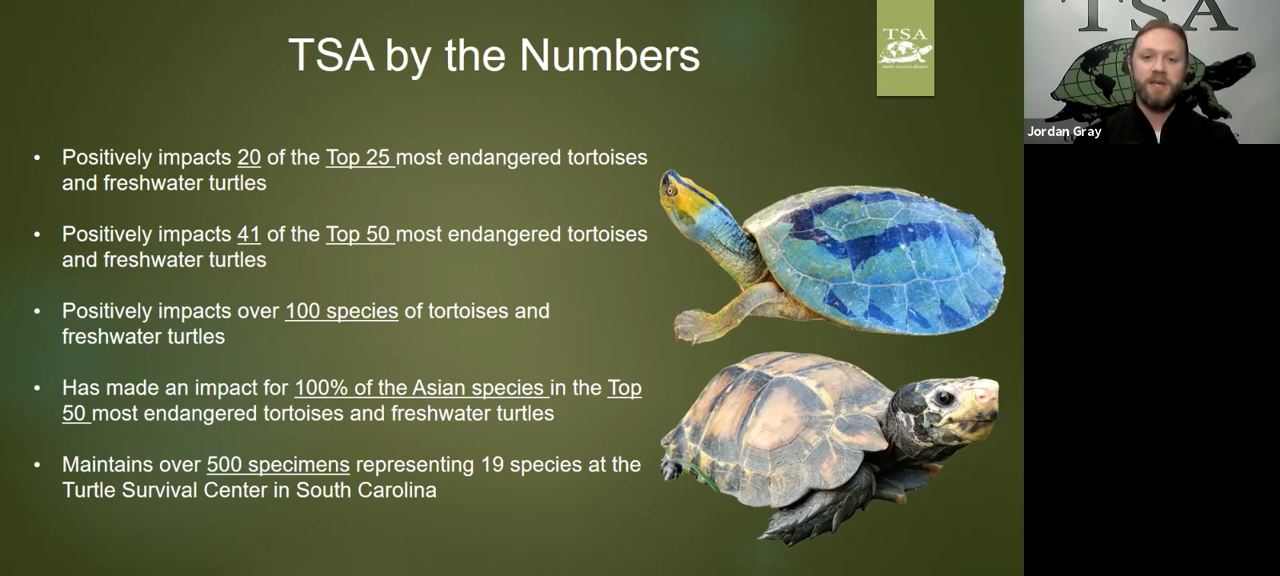 TSA by the Numbers
TSA
TSA
Jordan Gray
• Positively impacts 20 of the Top 25 most endangered tortoises
and freshwater turtles
• Positively impacts 41 of the Top 50 most endangered tortoises
and freshwater turtles
• Positively impacts over 100 species of tortoises and
freshwater turtles
• Has made an impact for 100% of the Asian species in the Top
50 most endangered tortoises and freshwater turtles
• Maintains over 500 specimens representing 19 species at the
Turtle Survival Center in South Carolina